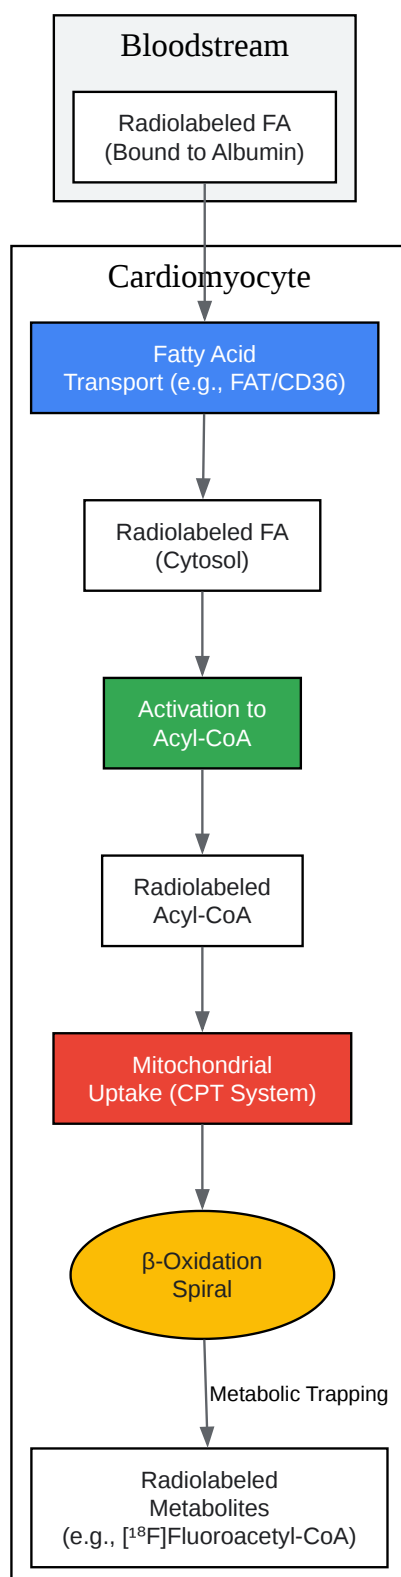 Bloodstream
Radiolabeled FA
(Bound to Albumin)
Cardiomyocyte
Fatty Acid
Transport (e.g., FAT/CD36)
Radiolabeled FA
(Cytosol)
Activation to
Acyl-CoA
Radiolabeled
Acyl-CoA
Mitochondrial
Uptake (CPT System)
β-Oxidation
Spiral
Metabolic Trapping
Radiolabeled
Metabolites
(e.g., [¹⁸F]Fluoroacetyl-CoA)